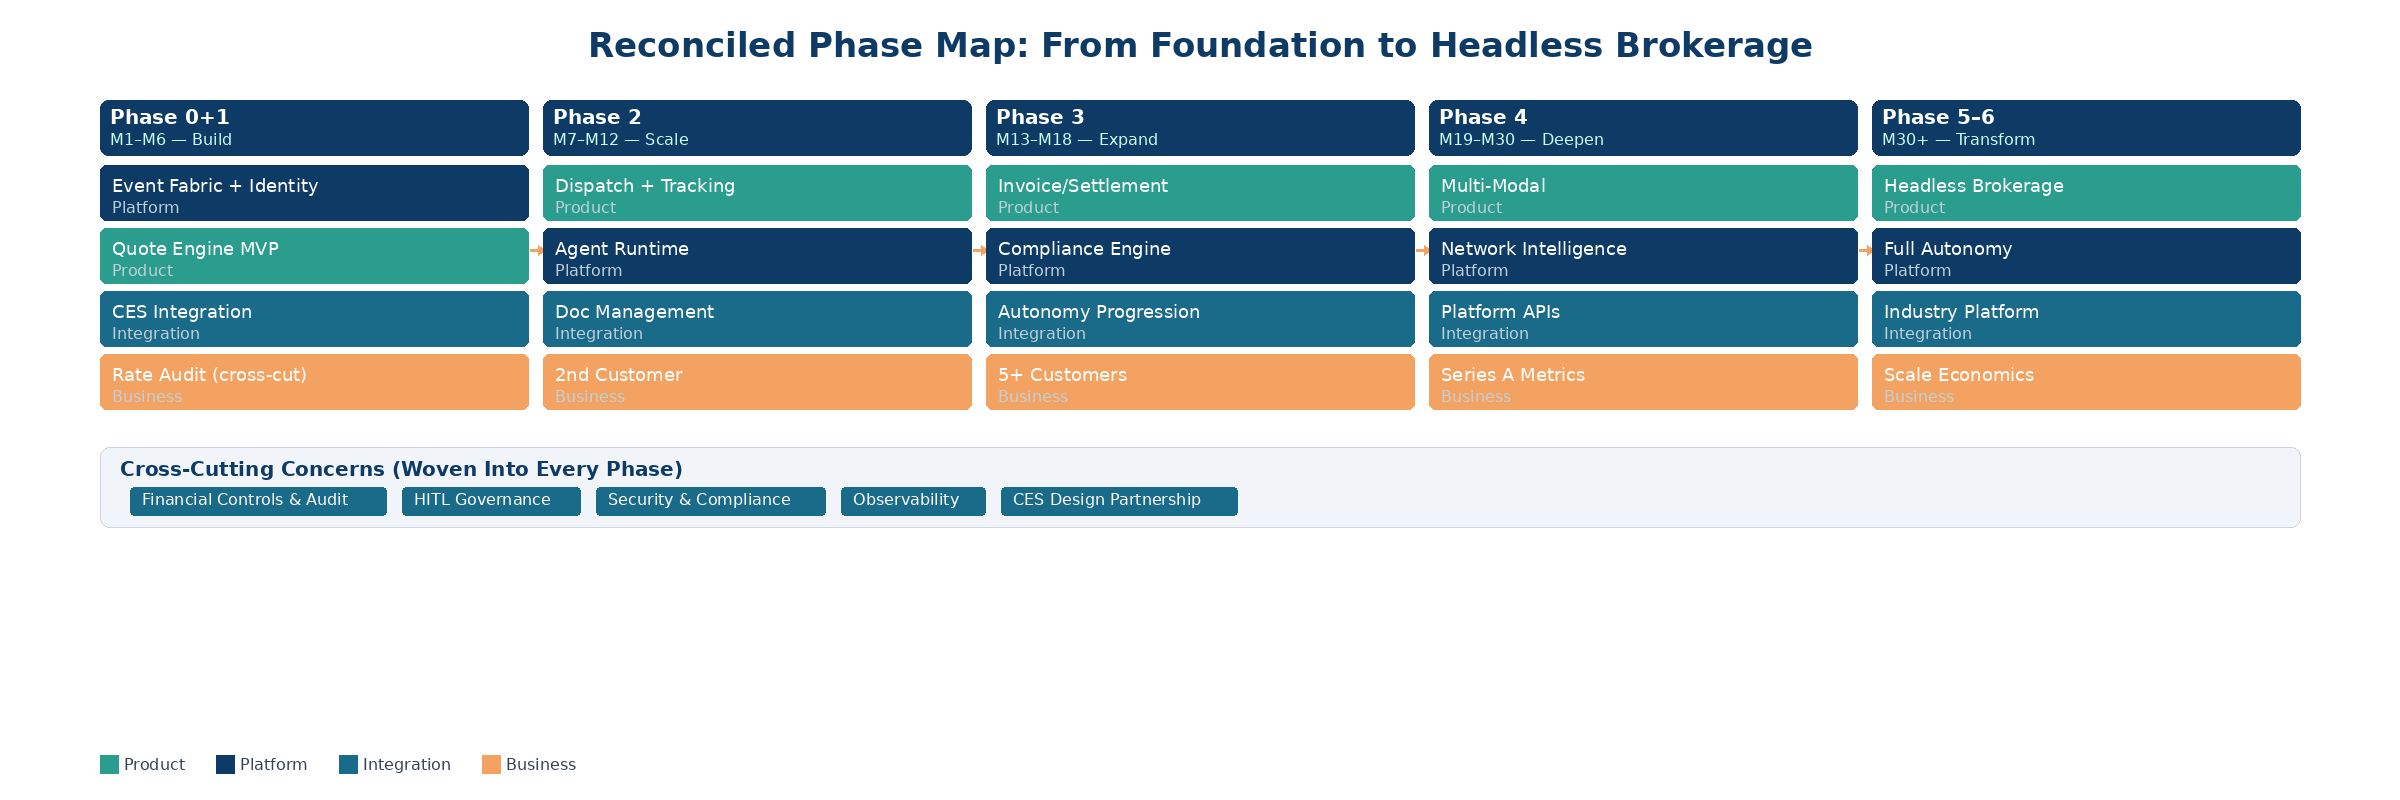 Reconciled Phase Map: From Foundation to Headless Brokerage
Phase 0+1
M1–M6 — Build
Event Fabric + Identity
Platform
Quote Engine MVP
Product
CES Integration
Integration
Rate Audit (cross-cut)
Business
Phase 2
M7–M12 — Scale
Dispatch + Tracking
Product
Agent Runtime
Platform
Doc Management
Integration
2nd Customer
Business
Phase 3
M13–M18 — Expand
Invoice/Settlement
Product
Compliance Engine
Platform
Autonomy Progression
Integration
5+ Customers
Business
Phase 4
M19–M30 — Deepen
Multi-Modal
Product
Network Intelligence
Platform
Platform APIs
Integration
Series A Metrics
Business
Phase 5–6
M30+ — Transform
Headless Brokerage
Product
Full Autonomy
Platform
Industry Platform
Integration
Scale Economics
Business
Cross-Cutting Concerns (Woven Into Every Phase)
Financial Controls & Audit
HITL Governance
Security & Compliance
Observability
CES Design Partnership
Product
Platform
Integration
Business